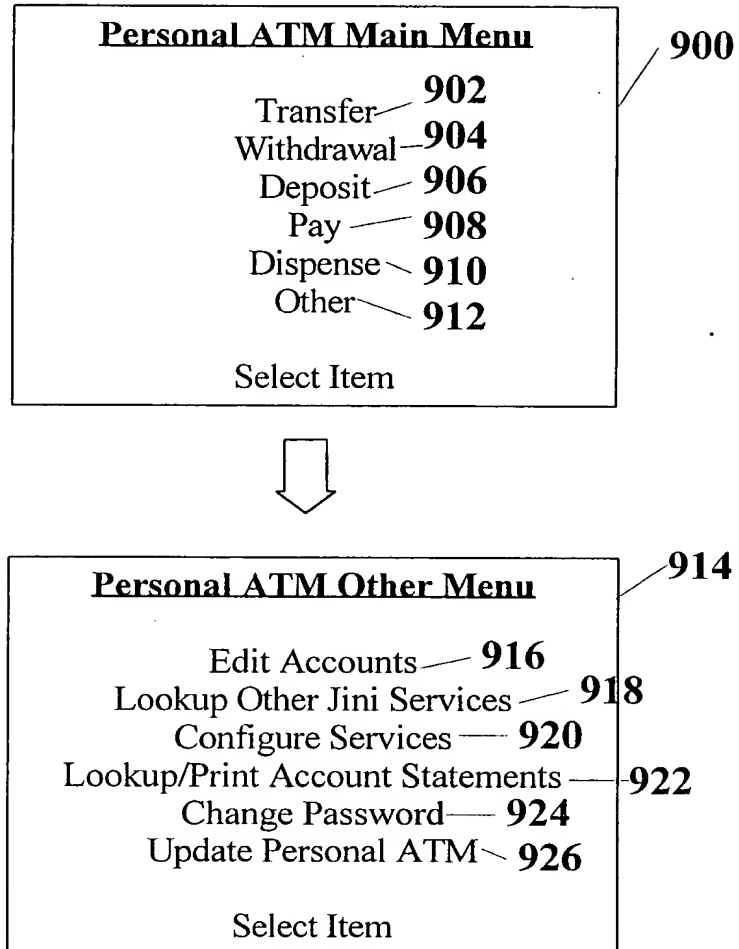 Personal ATM Main Menu
900
Transfer 902
Withdrawal 904
Deposit 906
Pay 908
Dispense 910
Other 912
Select Item
Personal ATM Other Menu
914
Edit Accounts 916
Lookup Other Jini Services 918
Configure Services 920
Lookup/Print Account Statements 922
Change Password 924
Update Personal ATM 926
Select Item